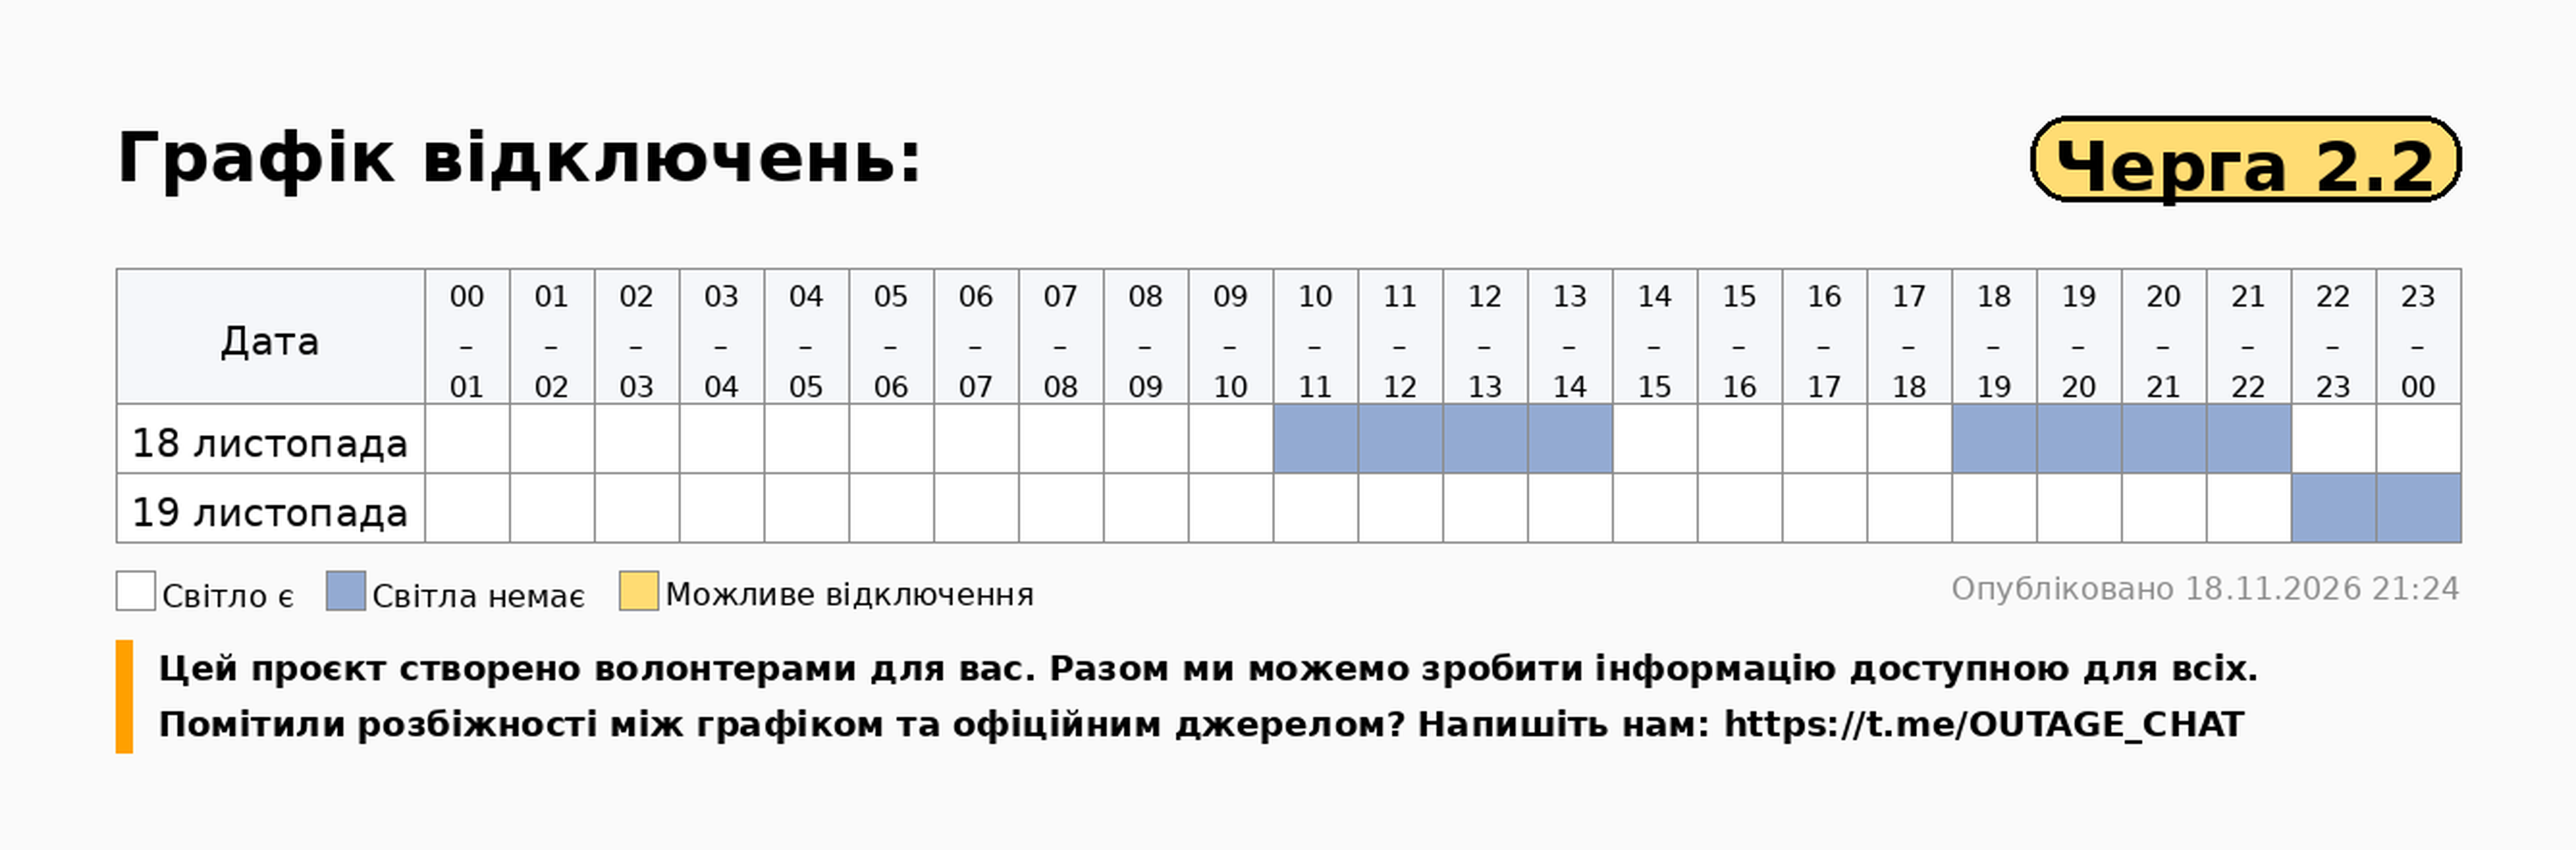 Графік відключень:
Черга 2.2
Дата 00 – 01 01 – 02 02 – 03 03 – 04 04 – 05 05 – 06 06 – 07 07 – 08 08 – 09 09 – 10 10 – 11 11 – 12 12 – 13 13 – 14 14 – 15 15 – 16 16 – 17 17 – 18 18 – 19 19 – 20 20 – 21 21 – 22 22 – 23 23 – 00
18 листопада
19 листопада
Світло є Світла немає Можливе відключення
Опубліковано 18.11.2026 21:24
Цей проєкт створено волонтерами для вас. Разом ми можемо зробити інформацію доступною для всіх.
Помітили розбіжності між графіком та офіційним джерелом? Напишіть нам: https://t.me/OUTAGE_CHAT